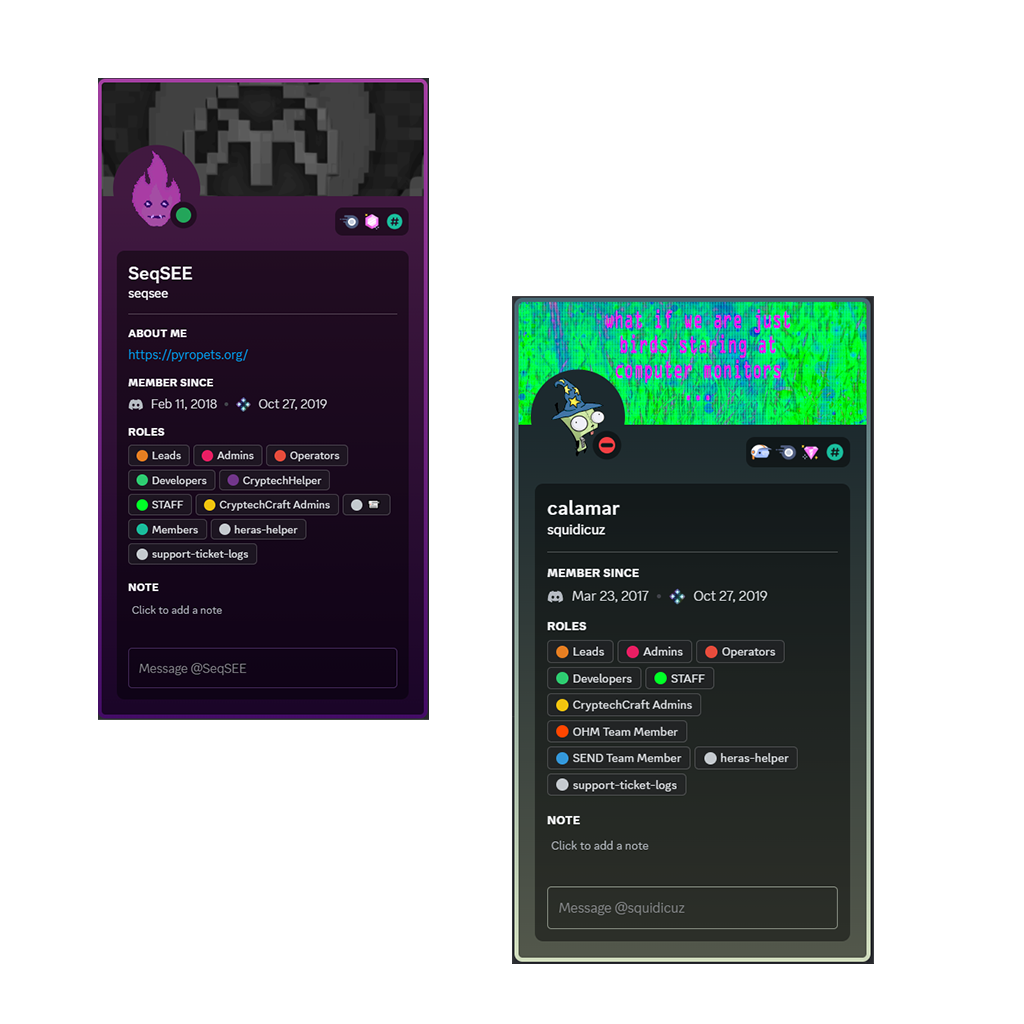 SeqSEE
seqsee
ABOUT ME
https://pyropets.org/
MEMBER SINCE
Feb 11, 2018 • Oct 27, 2019
ROLES
Leads Admins Operators
Developers CryptechHelper
STAFF CryptechCraft Admins
Members heras-helper
support-ticket-logs
NOTE
Click to add a note
Message @SeqSEE
what if we are just
birds staring at
computer monitors
...
calamar
squidicuz
MEMBER SINCE
Mar 23, 2017 • Oct 27, 2019
ROLES
Leads Admins Operators
Developers STAFF
CryptechCraft Admins
OHM Team Member
SEND Team Member heras-helper
support-ticket-logs
NOTE
Click to add a note
Message @squidicuz